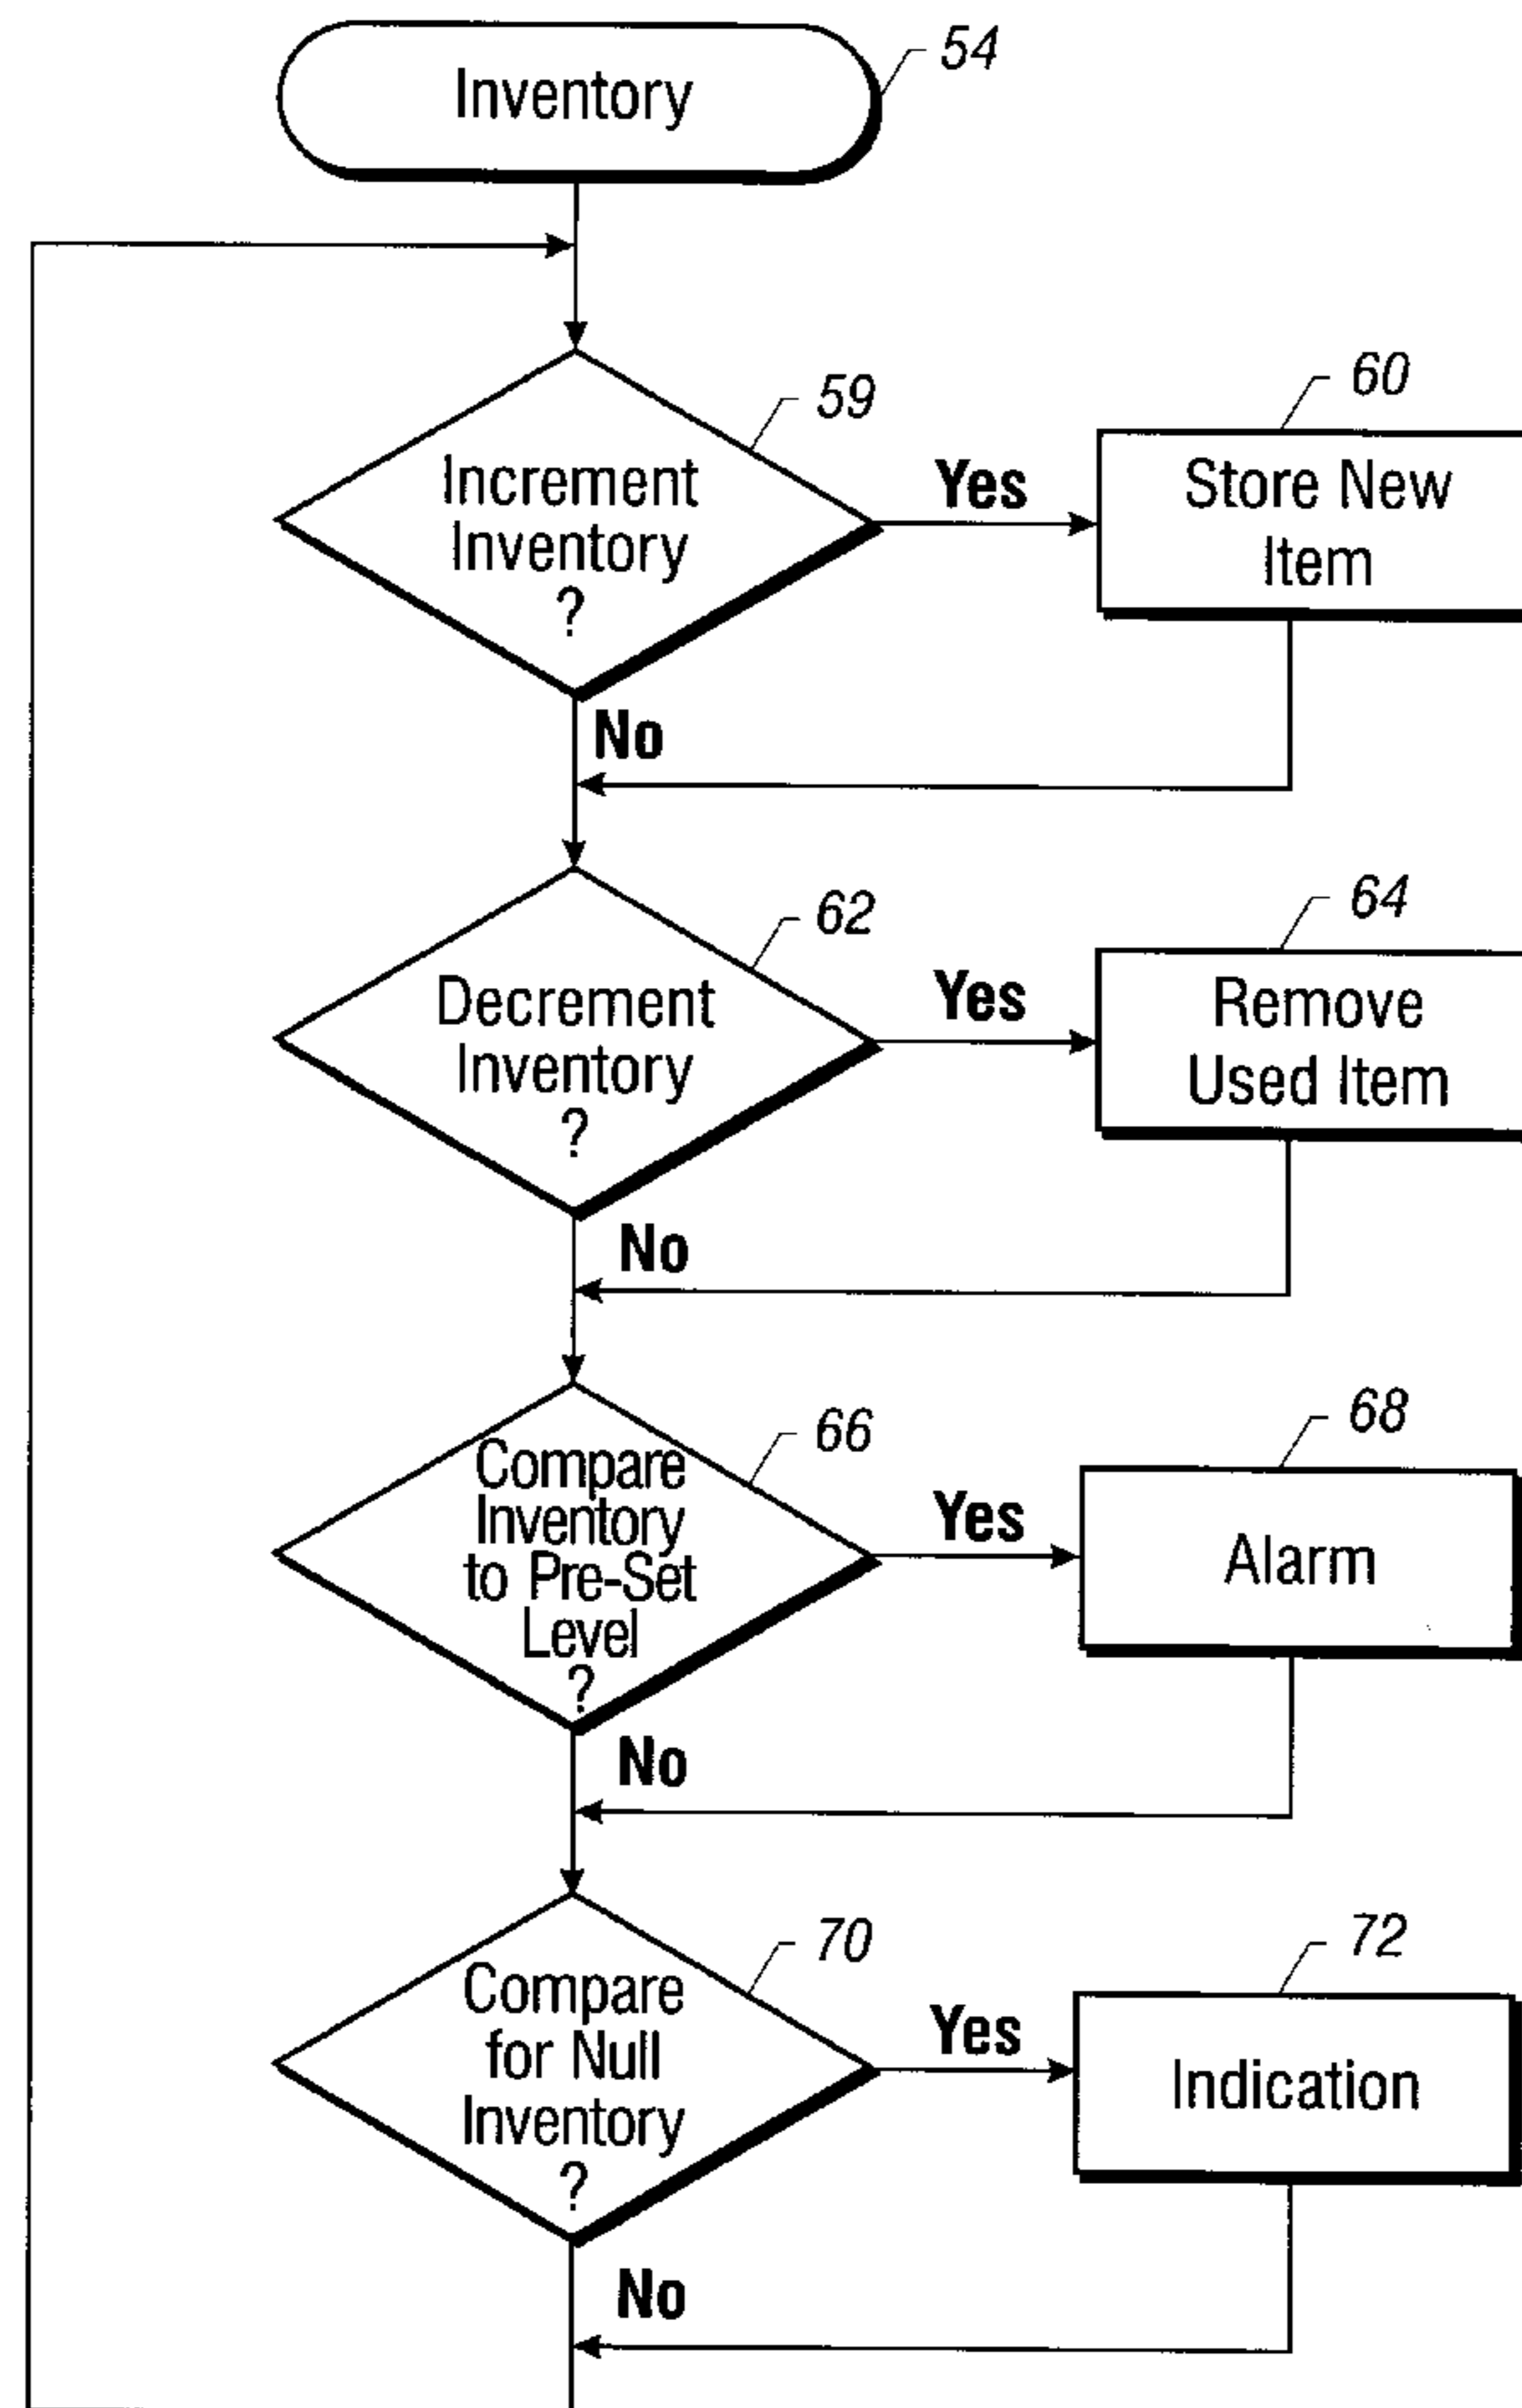 54
Inventory
59
Increment
Inventory
?
Yes
60
Store New
Item
No
62
Decrement
Inventory
?
Yes
64
Remove
Used Item
No
66
Compare
Inventory
to Pre-Set
Level
?
Yes
68
Alarm
No
70
Compare
for Null
Inventory
?
Yes
72
Indication
No